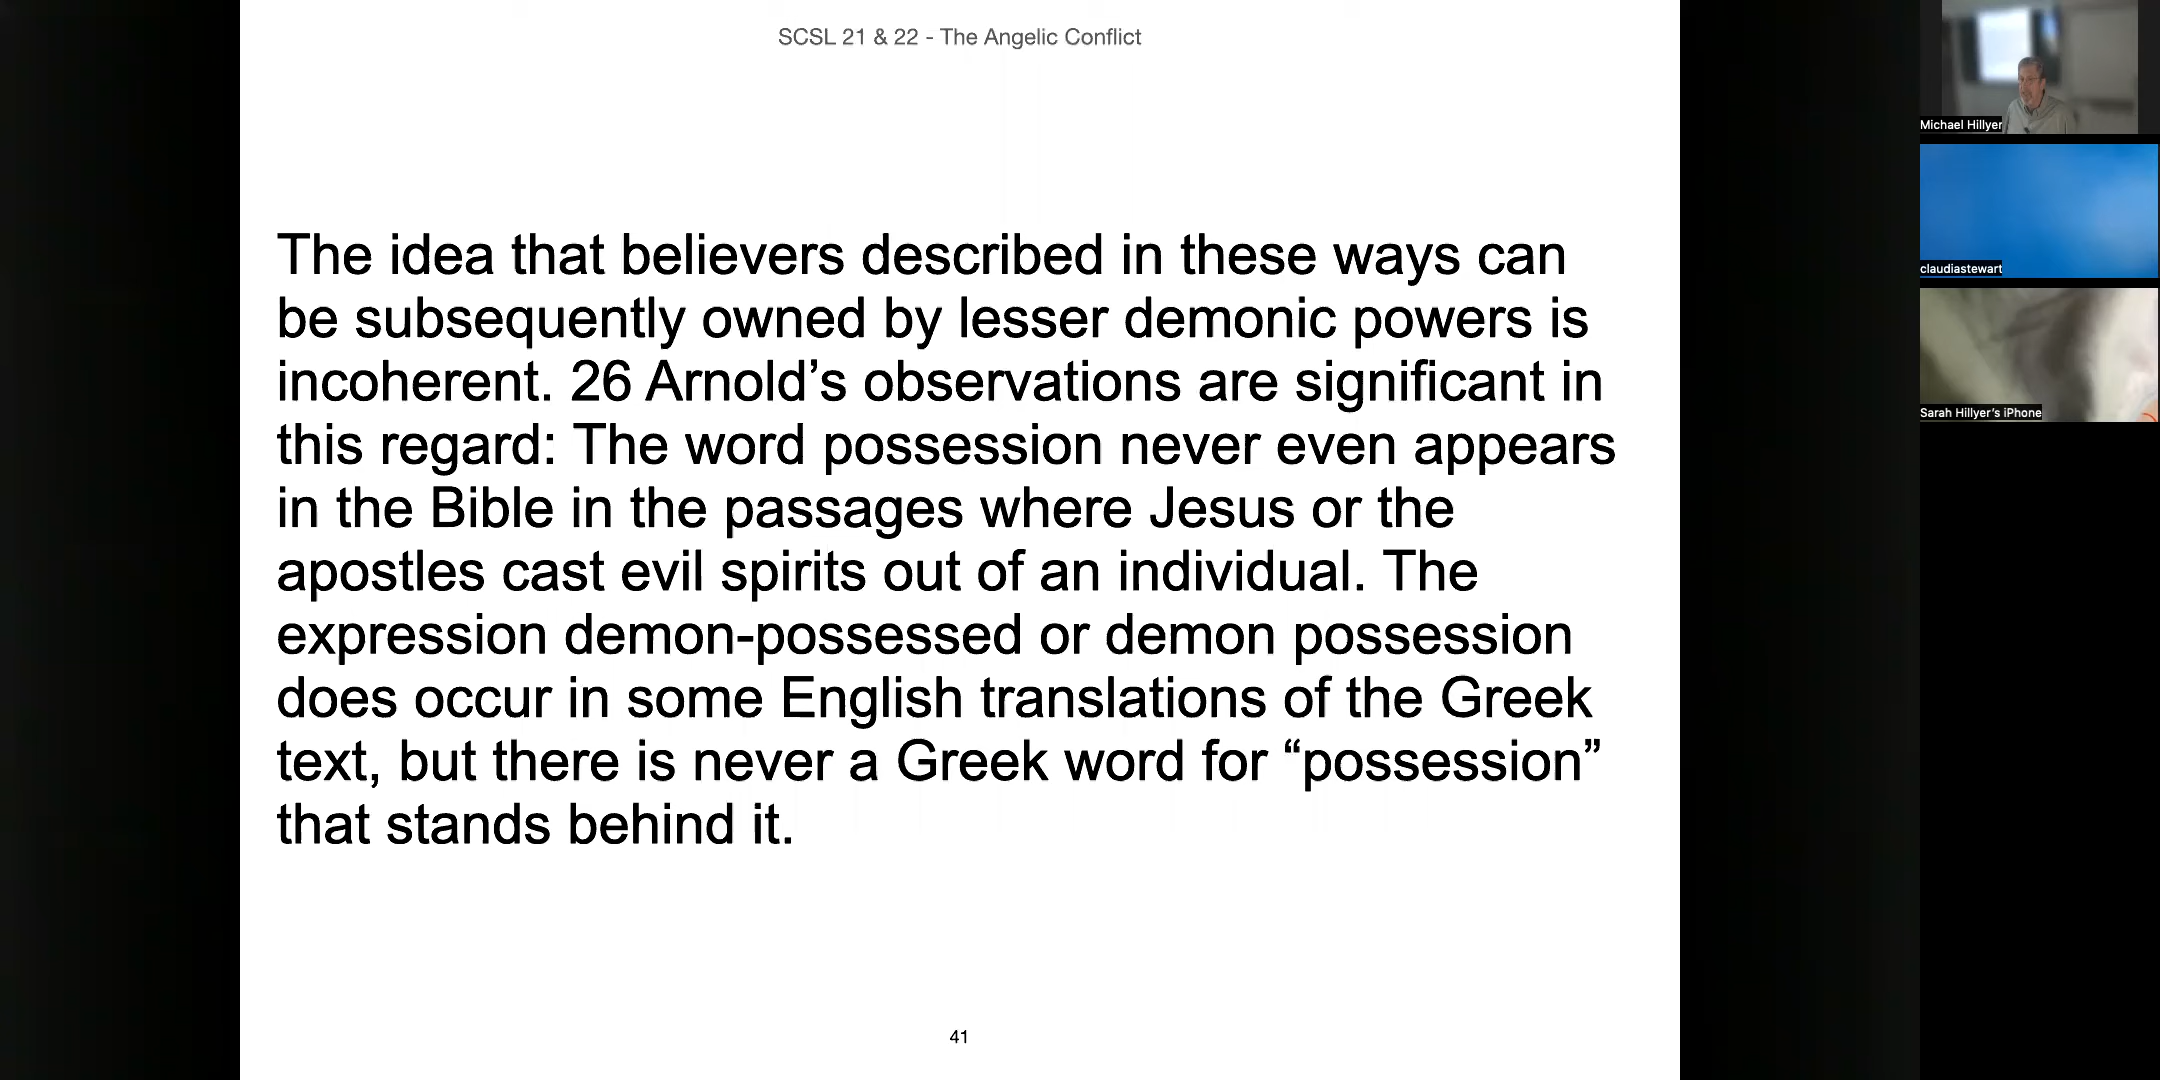 SCSL 21 & 22 - The Angelic Conflict
The idea that believers described in these ways can
be subsequently owned by lesser demonic powers is
incoherent. 26 Arnold’s observations are significant in
this regard: The word possession never even appears
in the Bible in the passages where Jesus or the
apostles cast evil spirits out of an individual. The
expression demon-possessed or demon possession
does occur in some English translations of the Greek
text, but there is never a Greek word for “possession”
that stands behind it.
41
Michael Hillyer
claudiastewart
Sarah Hillyer’s iPhone